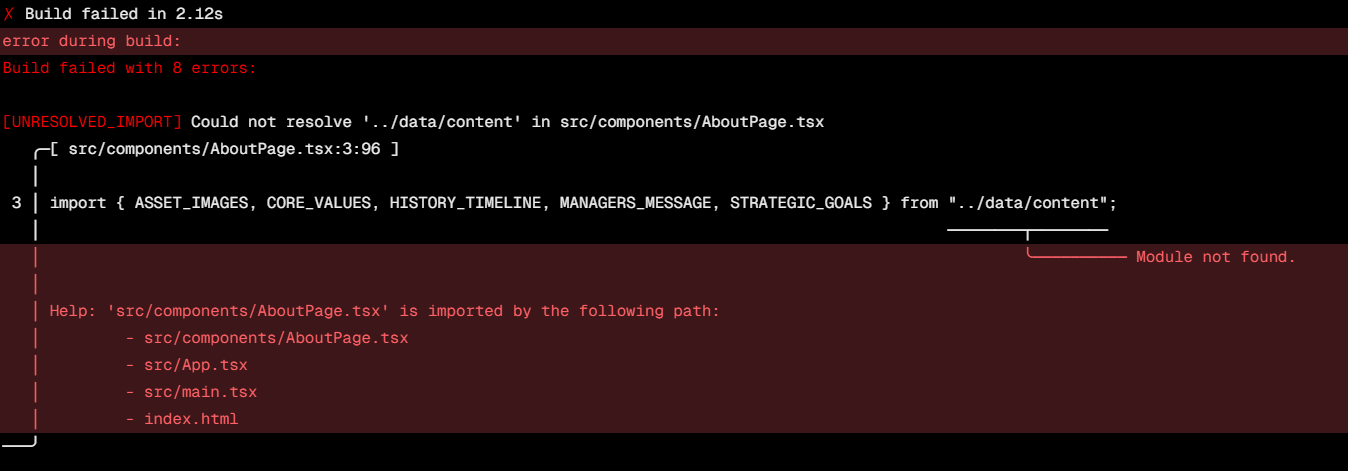 ✗ Build failed in 2.12s
error during build:
Build failed with 8 errors:
[UNRESOLVED_IMPORT] Could not resolve '../data/content' in src/components/AboutPage.tsx
╭─[ src/components/AboutPage.tsx:3:96 ]
3 │ import { ASSET_IMAGES, CORE_VALUES, HISTORY_TIMELINE, MANAGERS_MESSAGE, STRATEGIC_GOALS } from "../data/content";
Module not found.
Help: 'src/components/AboutPage.tsx' is imported by the following path:
- src/components/AboutPage.tsx
- src/App.tsx
- src/main.tsx
- index.html